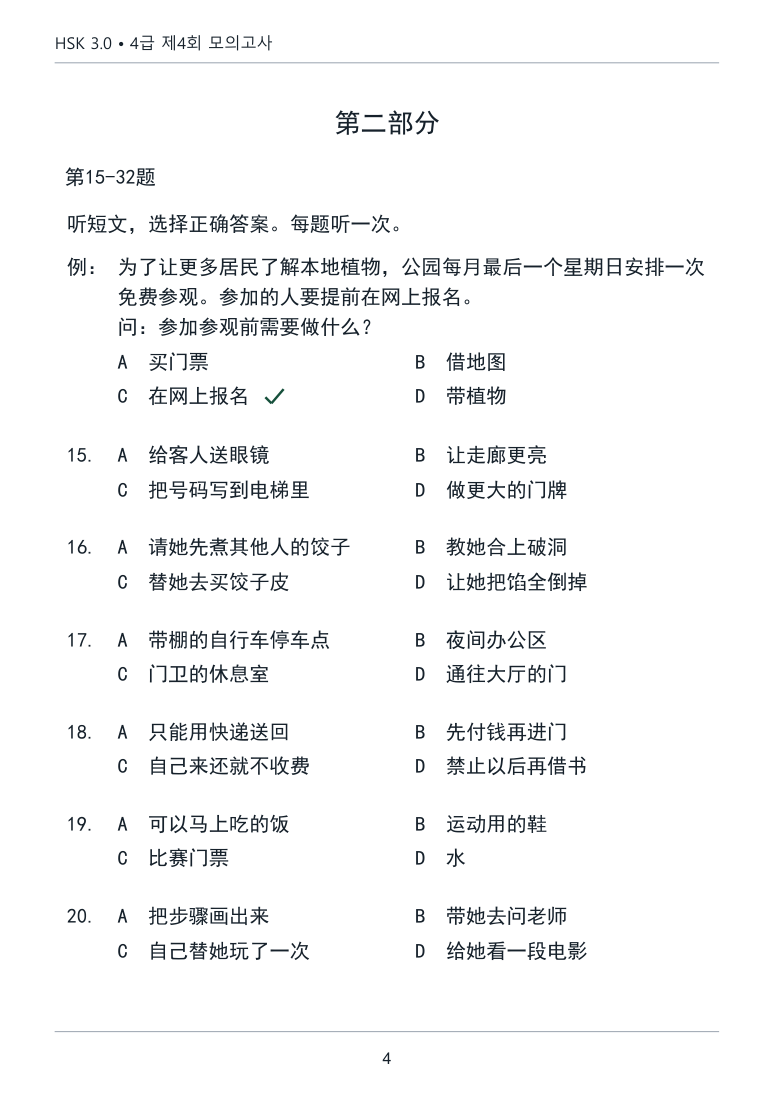 HSK 3.0 • 4급 제4회 모의고사
第二部分
第15-32题
听短文，选择正确答案。每题听一次。
例： 为了让更多居民了解本地植物，公园每月最后一个星期日安排一次
免费参观。参加的人要提前在网上报名。
问：参加参观前需要做什么？
A 买门票 B 借地图
C 在网上报名 ✓ D 带植物
15. A 给客人送眼镜 B 让走廊更亮
C 把号码写到电梯里 D 做更大的门牌
16. A 请她先煮其他人的饺子 B 教她合上破洞
C 替她去买饺子皮 D 让她把馅全倒掉
17. A 带棚的自行车停车点 B 夜间办公区
C 门卫的休息室 D 通往大厅的门
18. A 只能用快递送回 B 先付钱再进门
C 自己来还就不收费 D 禁止以后再借书
19. A 可以马上吃的饭 B 运动用的鞋
C 比赛门票 D 水
20. A 把步骤画出来 B 带她去问老师
C 自己替她玩了一次 D 给她看一段电影
4